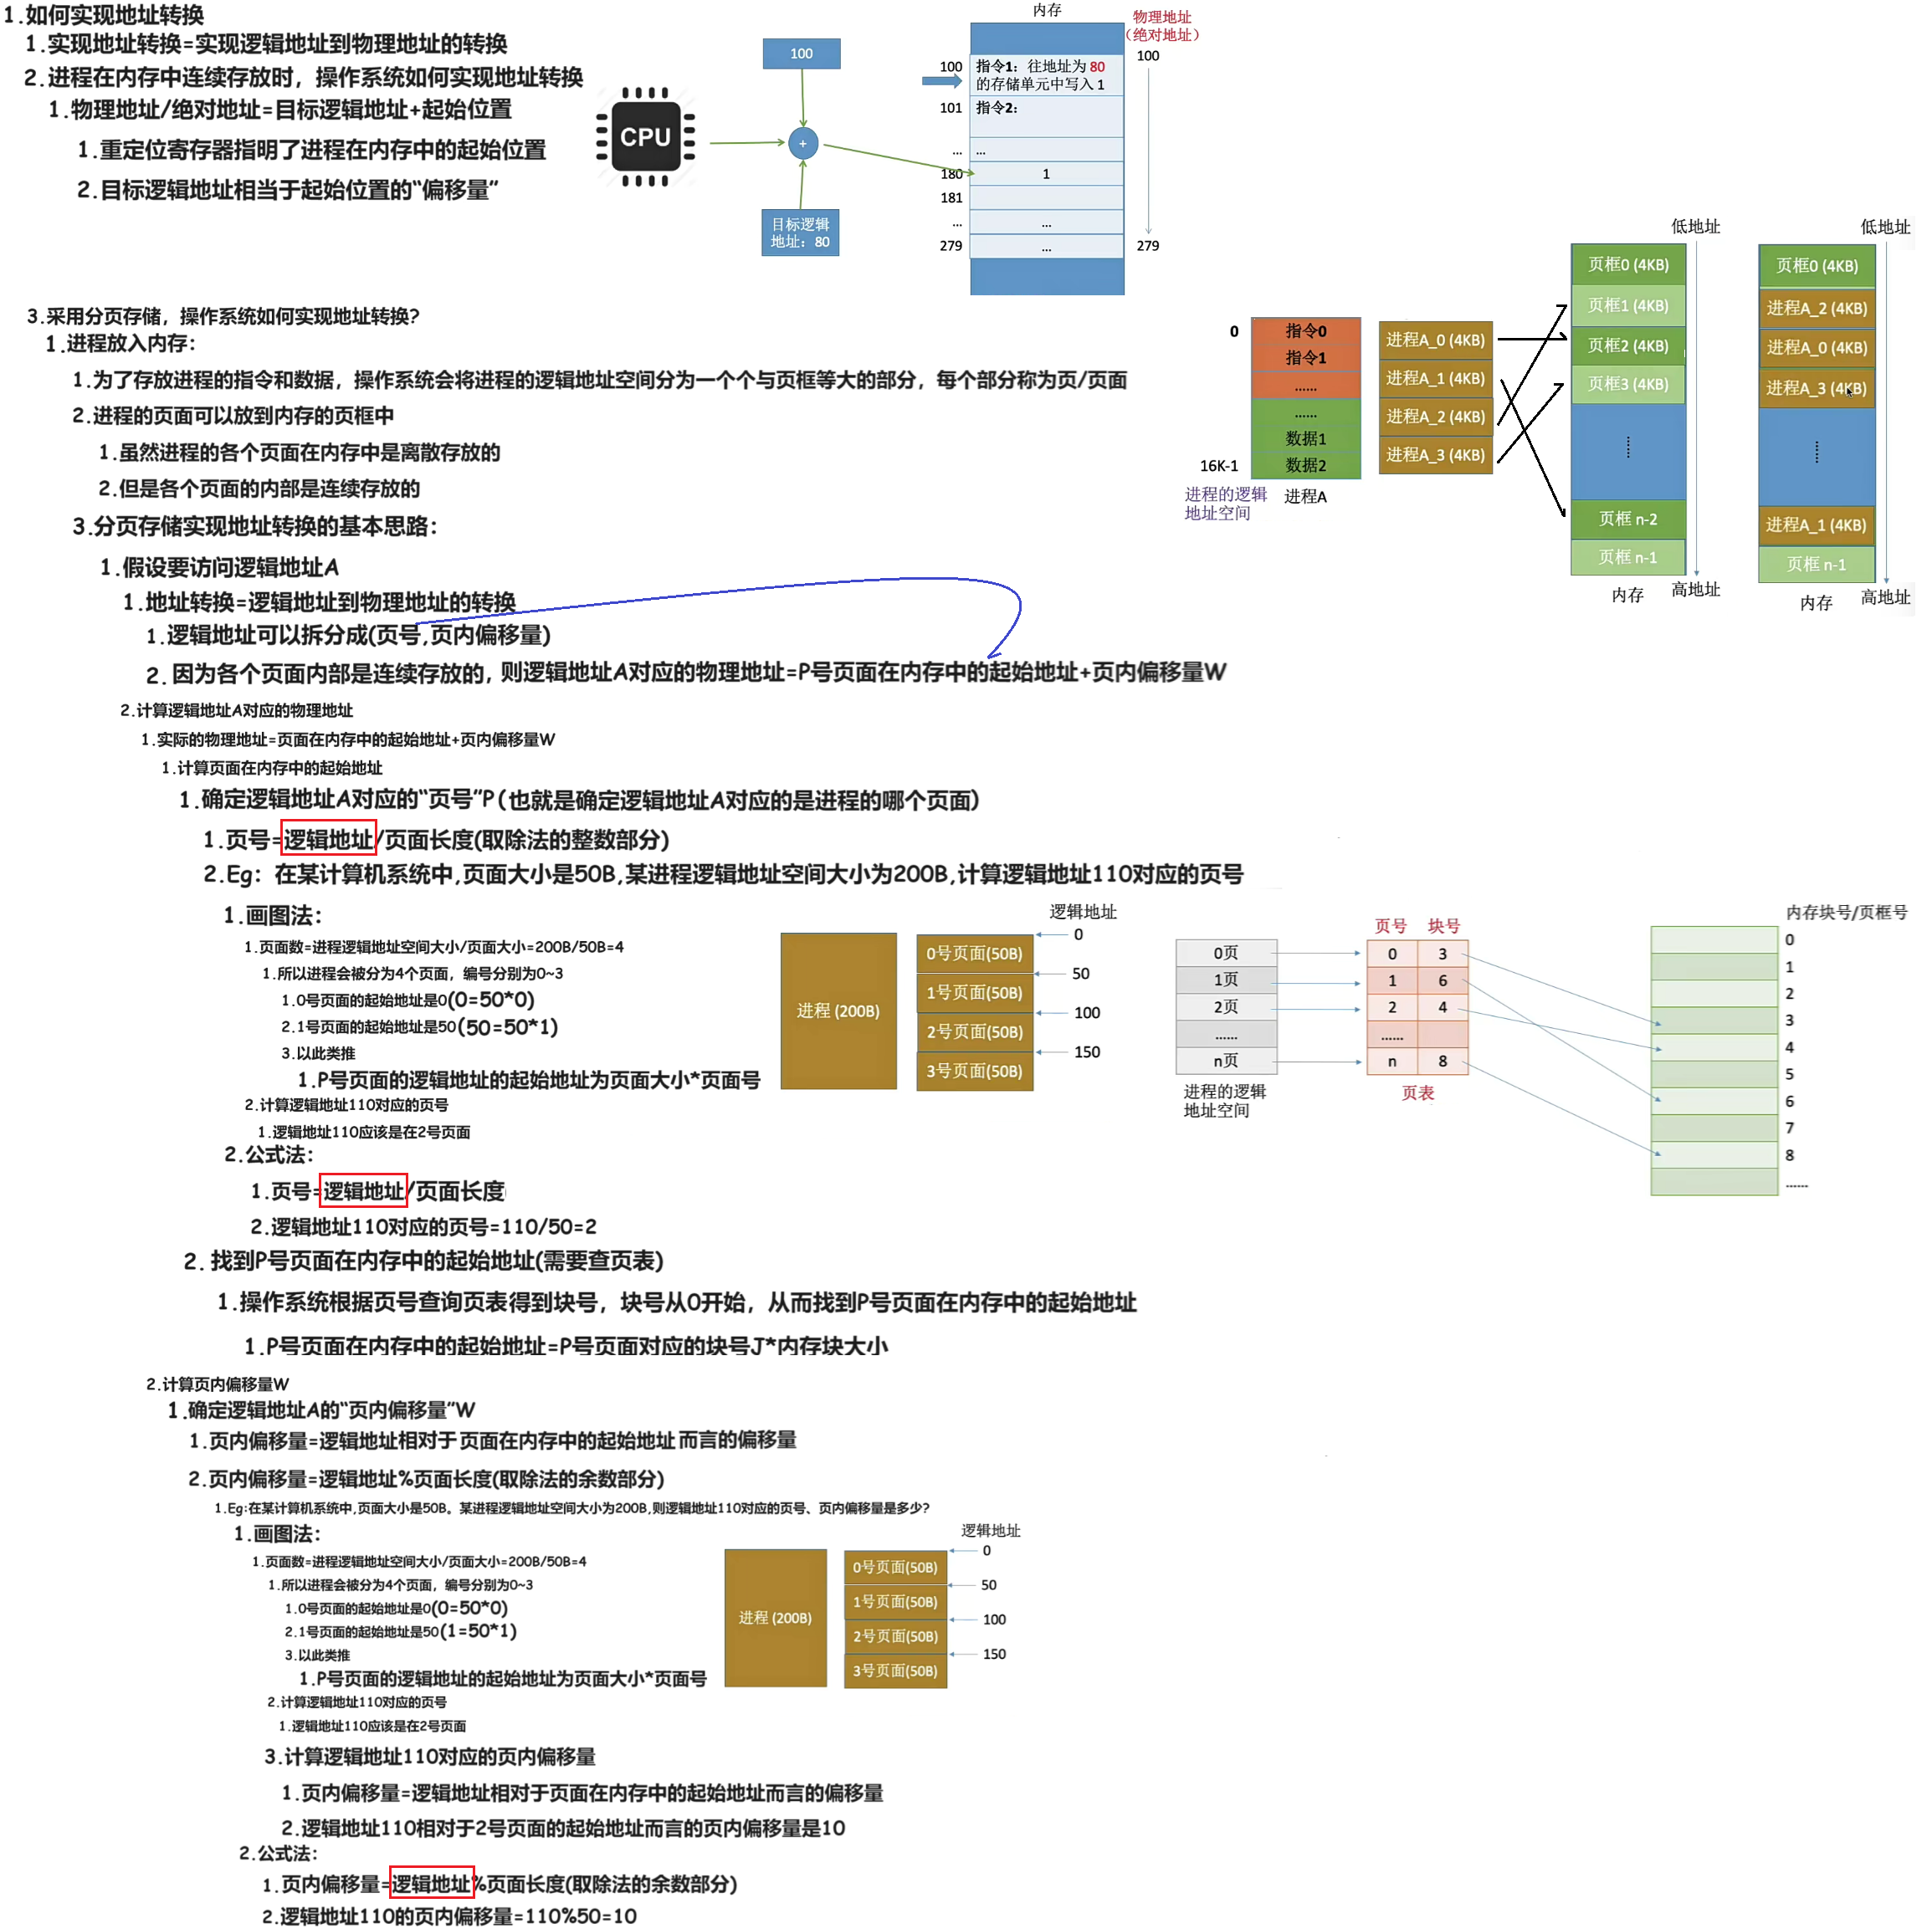 1.如何实现地址转换
1.实现地址转换=实现逻辑地址到物理地址的转换
2.进程在内存中连续存放时，操作系统如何实现地址转换
1.物理地址/绝对地址=目标逻辑地址+起始位置
1.重定位寄存器指明了进程在内存中的起始位置
2.目标逻辑地址相当于起始位置的“偏移量”
CPU
100
+
目标逻辑
地址：80
内存
物理地址
（绝对地址）
100
指令1：往地址为 80
的存储单元中写入 1
100
101
指令2：
...
...
180
1
181
...
...
279
...
279
3.采用分页存储，操作系统如何实现地址转换?
1.进程放入内存：
1.为了存放进程的指令和数据，操作系统会将进程的逻辑地址空间分为一个个与页框等大的部分，每个部分称为页/页面
2.进程的页面可以放到内存的页框中
1.虽然进程的各个页面在内存中是离散存放的
2.但是各个页面的内部是连续存放的
3.分页存储实现地址转换的基本思路：
0
指令0
指令1
......
......
数据1
16K-1
数据2
进程的逻辑
地址空间
进程A
进程A_0 (4KB)
进程A_1 (4KB)
进程A_2 (4KB)
进程A_3 (4KB)
低地址
页框0 (4KB)
页框1 (4KB)
页框2 (4KB)
页框3 (4KB)
......
页框 n-2
页框 n-1
内存
高地址
低地址
页框0 (4KB)
进程A_2 (4KB)
进程A_0 (4KB)
进程A_3 (4KB)
......
进程A_1 (4KB)
页框 n-1
内存
高地址
1.假设要访问逻辑地址A
1.地址转换=逻辑地址到物理地址的转换
1.逻辑地址可以拆分成(页号,页内偏移量)
2.因为各个页面内部是连续存放的，则逻辑地址A对应的物理地址=P号页面在内存中的起始地址+页内偏移量W
2.计算逻辑地址A对应的物理地址
1.实际的物理地址=页面在内存中的起始地址+页内偏移量W
1.计算页面在内存中的起始地址
1.确定逻辑地址A对应的“页号”P(也就是确定逻辑地址A对应的是进程的哪个页面)
1.页号=逻辑地址/页面长度(取除法的整数部分)
2.Eg：在某计算机系统中,页面大小是50B,某进程逻辑地址空间大小为200B,计算逻辑地址110对应的页号
1.画图法：
1.页面数=进程逻辑地址空间大小/页面大小=200B/50B=4
1.所以进程会被分为4个页面，编号分别为0~3
1.0号页面的起始地址是0(0=50*0)
2.1号页面的起始地址是50(50=50*1)
3.以此类推
1.P号页面的逻辑地址的起始地址为页面大小*页面号
2.计算逻辑地址110对应的页号
1.逻辑地址110应该是在2号页面
进程 (200B)
逻辑地址
0号页面(50B)
1号页面(50B)
2号页面(50B)
3号页面(50B)
0
50
100
150
0页
1页
2页
......
n页
进程的逻辑
地址空间
页号 块号
0 3
1 6
2 4
......
n 8
页表
内存块号/页框号
0
1
2
3
4
5
6
7
8
......
2.公式法：
1.页号=逻辑地址/页面长度
2.逻辑地址110对应的页号=110/50=2
2.找到P号页面在内存中的起始地址(需要查页表)
1.操作系统根据页号查询页表得到块号，块号从0开始，从而找到P号页面在内存中的起始地址
1.P号页面在内存中的起始地址=P号页面对应的块号J*内存块大小
2.计算页内偏移量W
1.确定逻辑地址A的“页内偏移量”W
1.页内偏移量=逻辑地址相对于页面在内存中的起始地址而言的偏移量
2.页内偏移量=逻辑地址%页面长度(取除法的余数部分)
1.Eg:在某计算机系统中,页面大小是50B。某进程逻辑地址空间大小为200B,则逻辑地址110对应的页号、页内偏移量是多少?
1.画图法：
1.页面数=进程逻辑地址空间大小/页面大小=200B/50B=4
1.所以进程会被分为4个页面，编号分别为0~3
1.0号页面的起始地址是0(0=50*0)
2.1号页面的起始地址是50(1=50*1)
3.以此类推
1.P号页面的逻辑地址的起始地址为页面大小*页面号
2.计算逻辑地址110对应的页号
1.逻辑地址110应该是在2号页面
进程 (200B)
逻辑地址
0号页面(50B)
1号页面(50B)
2号页面(50B)
3号页面(50B)
0
50
100
150
3.计算逻辑地址110对应的页内偏移量
1.页内偏移量=逻辑地址相对于页面在内存中的起始地址而言的偏移量
2.逻辑地址110相对于2号页面的起始地址而言的页内偏移量是10
2.公式法：
1.页内偏移量=逻辑地址%页面长度(取除法的余数部分)
2.逻辑地址110的页内偏移量=110%50=10